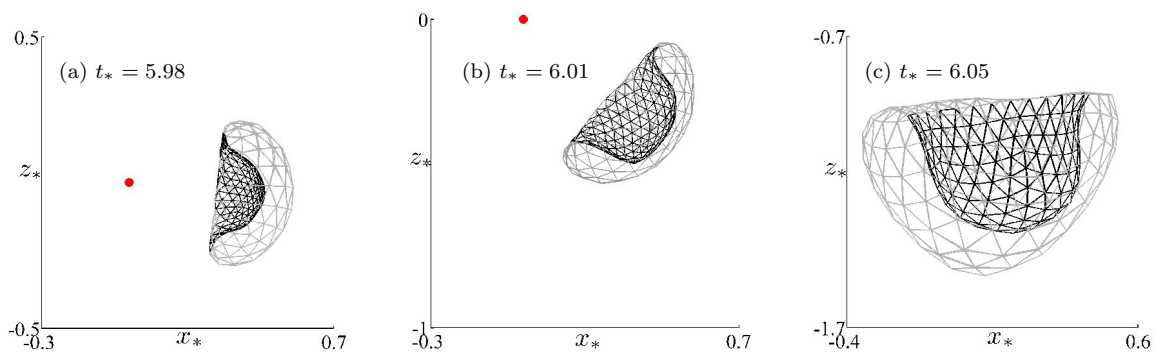 0.5
(a) t* = 5.98
z*
-0.5
-0.3
x*
0.7
0
(b) t* = 6.01
z*
-1
-0.3
x*
0.7
-0.7
(c) t* = 6.05
z*
-1.7
-0.4
x*
0.6